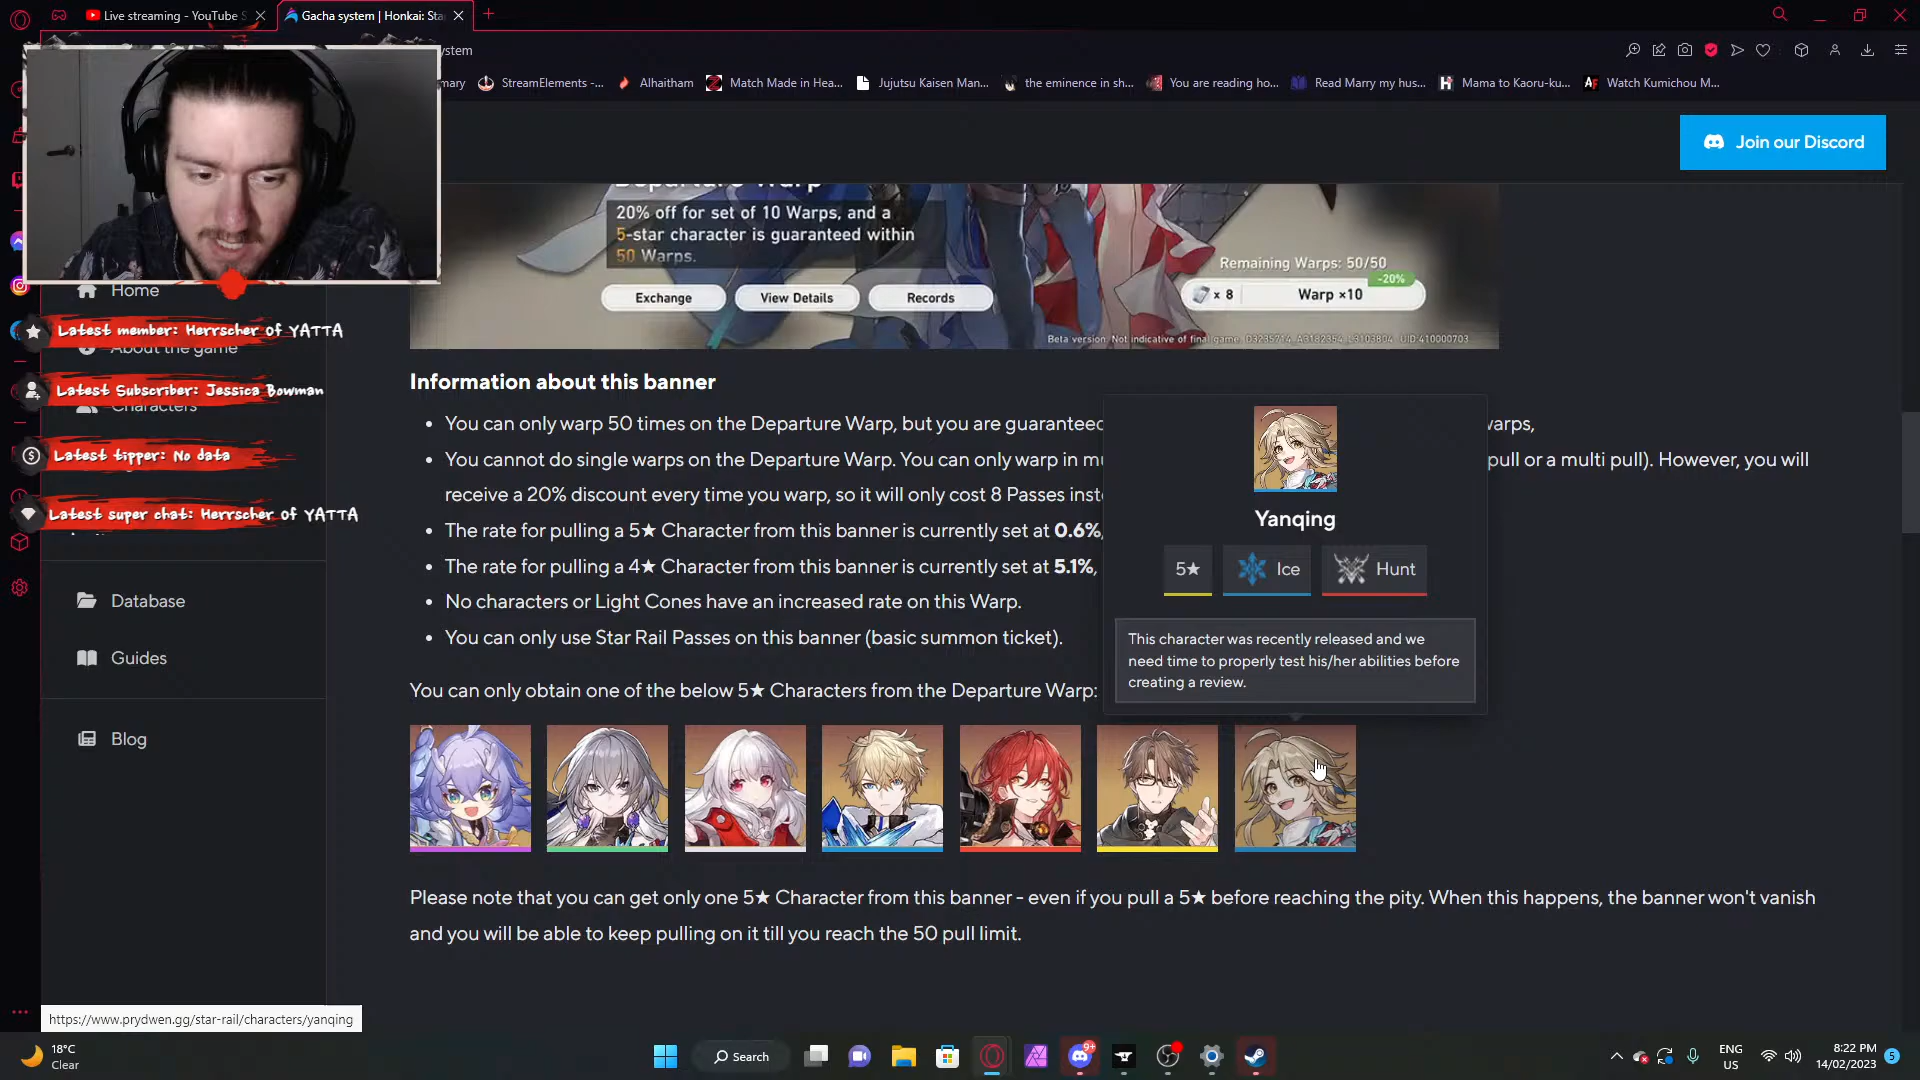 Live streaming - YouTube S
Gacha system | Honkai: Sta
stem
mary
StreamElements -...
Alhaitham
Match Made in Hea...
Jujutsu Kaisen Man...
the eminence in sh...
You are reading ho...
Read Marry my hus...
Mama to Kaoru-ku...
Watch Kumichou M...
Join our Discord
Departure Warp
20% off for set of 10 Warps, and a
5-star character is guaranteed within
50 Warps.
Remaining Warps: 50/50
-20%
Exchange
View Details
Records
x 8
Warp ×10
Beta version. Not indicative of final game.
Home
Latest member: Herrscher of YATTA
About the game
Latest Subscriber: Jessica Bowman
Characters
Latest tipper: No data
Latest super chat: Herrscher of YATTA
Database
Guides
Blog
Information about this banner
• You can only warp 50 times on the Departure Warp, but you are guaranteed
warps,
• You cannot do single warps on the Departure Warp. You can only warp in mu
pull or a multi pull). However, you will
receive a 20% discount every time you warp, so it will only cost 8 Passes inst
• The rate for pulling a 5★ Character from this banner is currently set at 0.6%,
• The rate for pulling a 4★ Character from this banner is currently set at 5.1%,
• No characters or Light Cones have an increased rate on this Warp.
• You can only use Star Rail Passes on this banner (basic summon ticket).
Yanqing
5★
Ice
Hunt
This character was recently released and we
need time to properly test his/her abilities before
creating a review.
You can only obtain one of the below 5★ Characters from the Departure Warp:
Please note that you can get only one 5★ Character from this banner - even if you pull a 5★ before reaching the pity. When this happens, the banner won't vanish
and you will be able to keep pulling on it till you reach the 50 pull limit.
https://www.prydwen.gg/star-rail/characters/yanqing
18°C
Clear
Search
9+
ENG
US
8:22 PM
14/02/2023
5